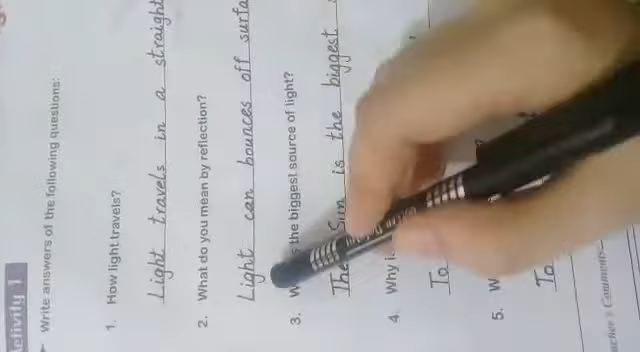 Activity 1
Write answers of the following questions:
1. How light travels?
Light travels in a straight
2. What do you mean by reflection?
Light can bounces off surfa
3. the biggest source of light?
The Sun is the biggest
4. Why
To
5. W
To
acher's Comments